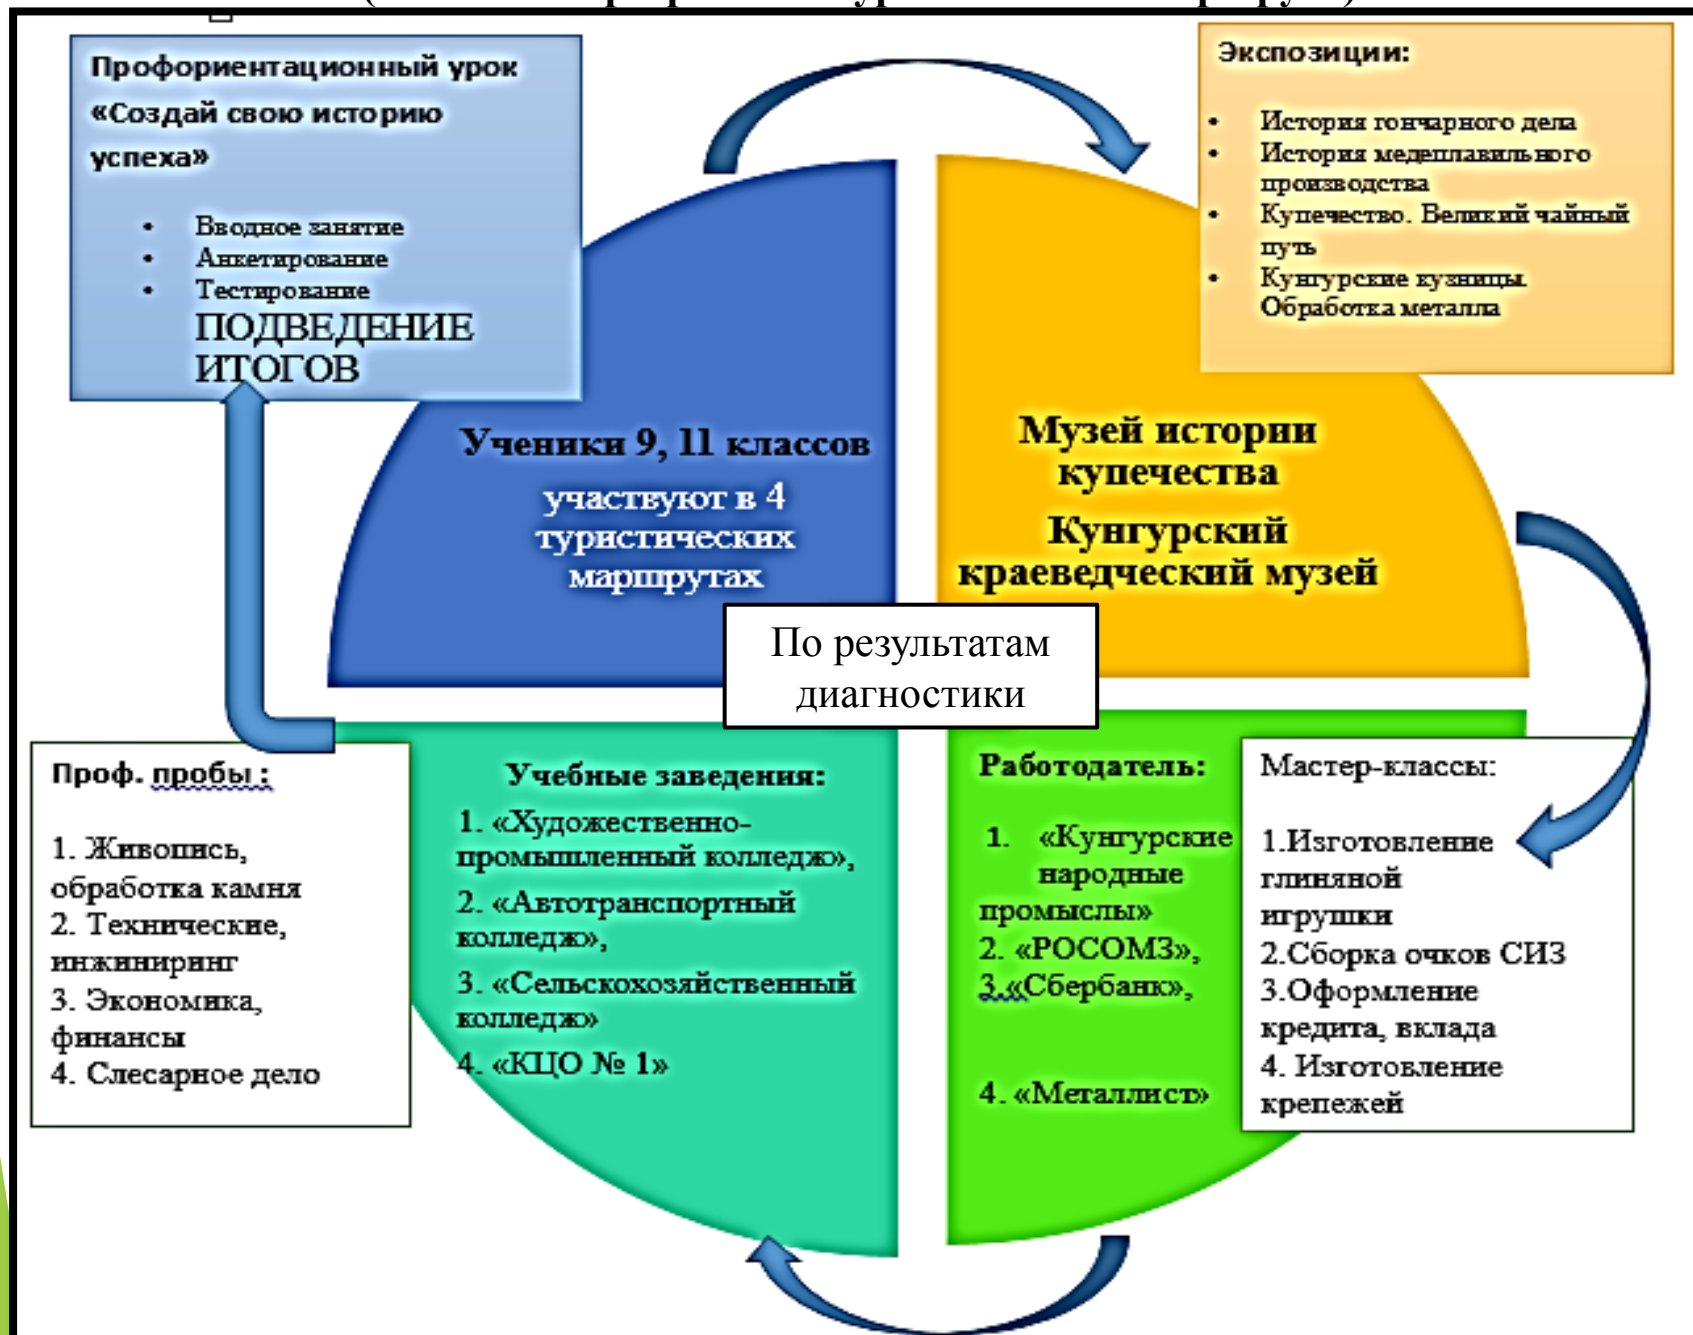 Профориентационный урок
«Создай свою историю
успеха»
• Вводное занятие
• Анкетирование
• Тестирование
ПОДВЕДЕНИЕ
ИТОГОВ
Экспозиции:
• История гончарного дела
• История медеплавильного
производства
• Купечество. Великий чайный
путь
• Кунгурские кузницы.
Обработка металла
Ученики 9, 11 классов
участвуют в 4
туристических
маршрутах
Музей истории
купечества
Кунгурский
краеведческий музей
По результатам
диагностики
Проф. пробы :
1. Живопись,
обработка камня
2. Технические,
инжиниринг
3. Экономика,
финансы
4. Слесарное дело
Учебные заведения:
1. «Художественно-
промышленный колледж»,
2. «Автотранспортный
колледж»,
3. «Сельскохозяйственный
колледж»
4. «КЦО № 1»
Работодатель:
1. «Кунгурские
народные
промыслы»
2. «РОСОМЗ»,
3.«Сбербанк»,
4. «Металлист»
Мастер-классы:
1.Изготовление
глиняной
игрушки
2.Сборка очков СИЗ
3.Оформление
кредита, вклада
4. Изготовление
крепежей